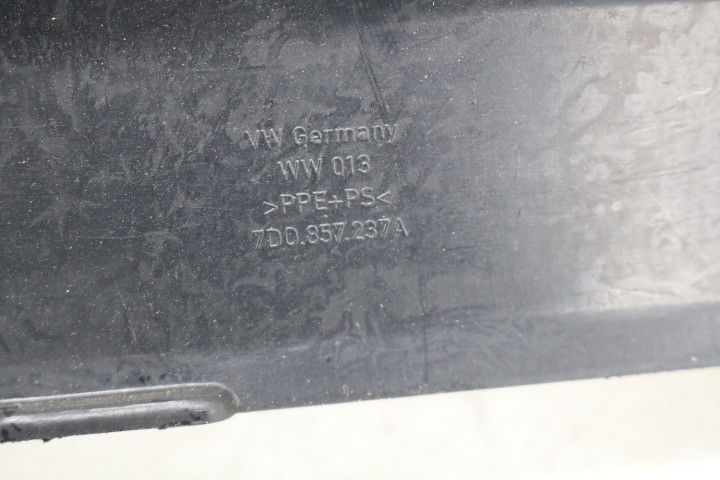 VW Germany
WW 013
>PPE+PS<
7D0.857.237A